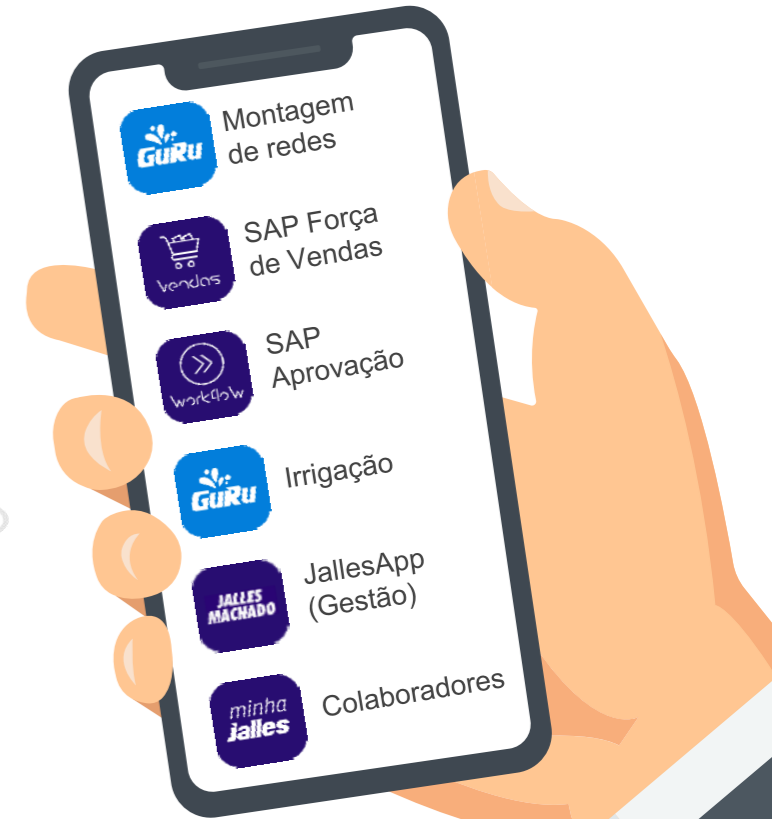 GuRu
Montagem
de redes
Vendas
SAP Força
de Vendas
Workflow
SAP
Aprovação
GuRu
Irrigação
JALLES
MACHADO
JallesApp
(Gestão)
minha
jalles
Colaboradores